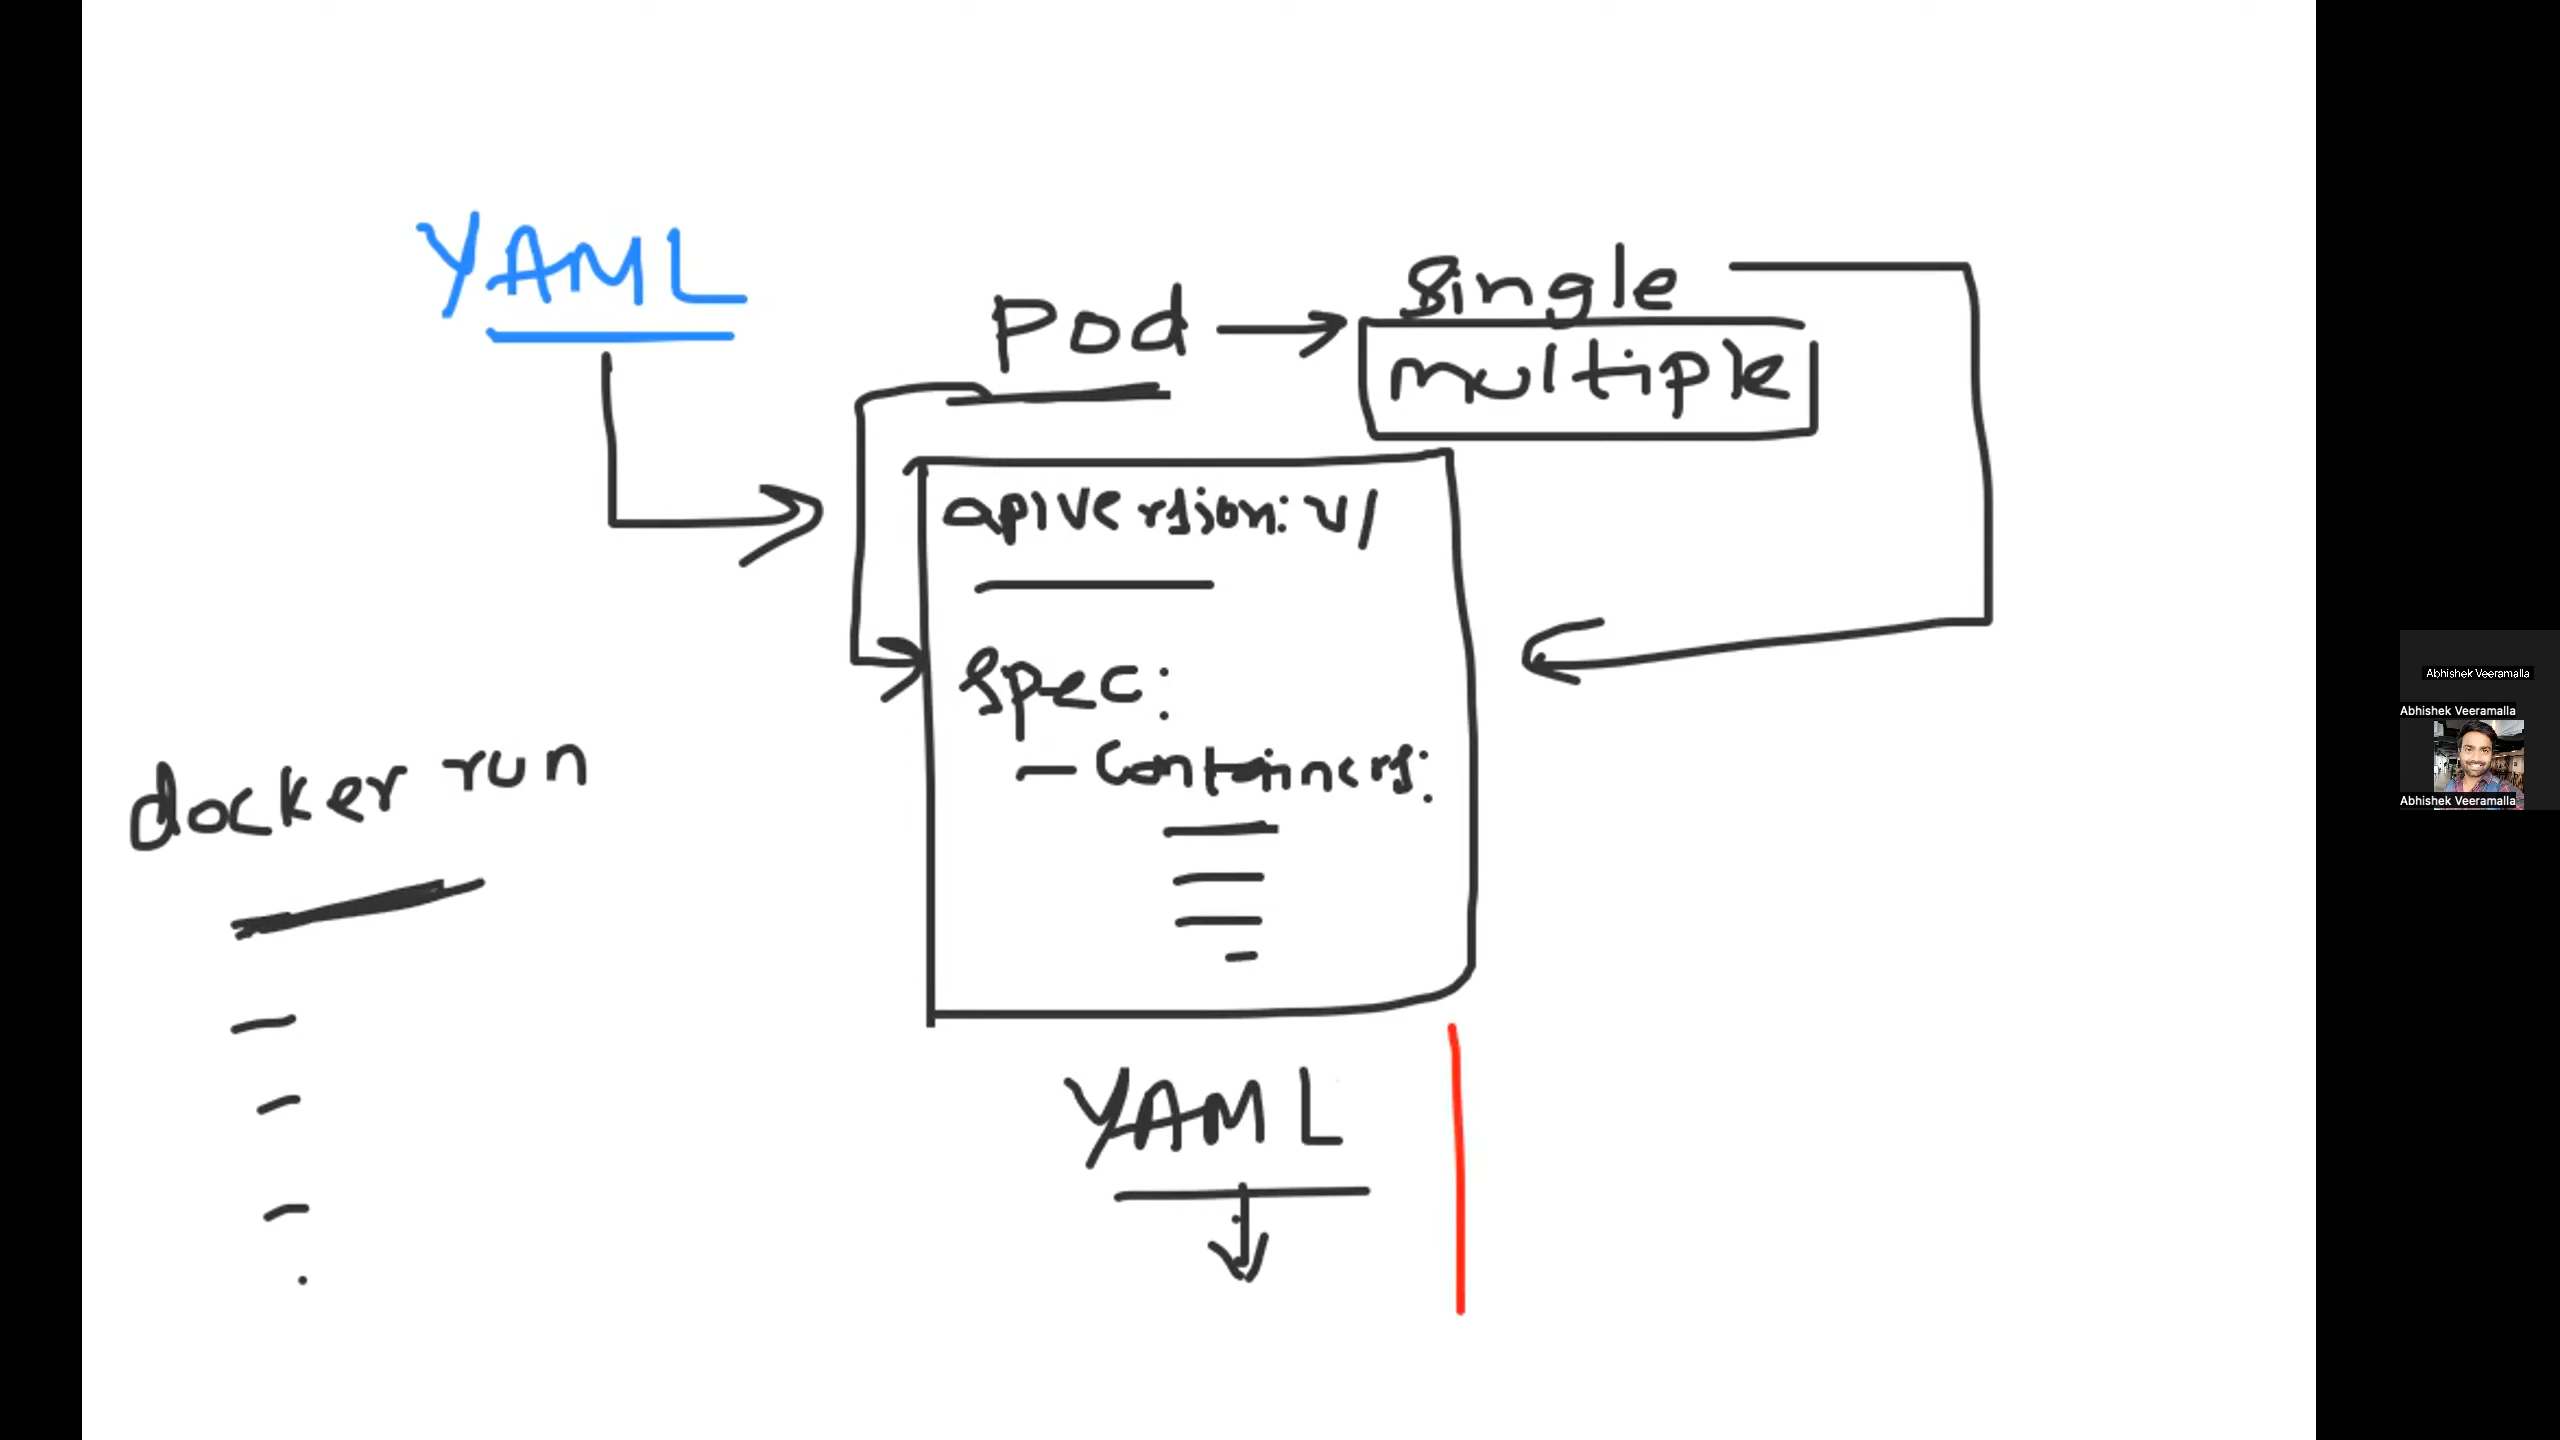 YAML
Pod → single
multiple
apiversion: v1
spec:
- Containers:
docker run
YAML
Abhishek Veeramalla
Abhishek Veeramalla
Abhishek Veeramalla